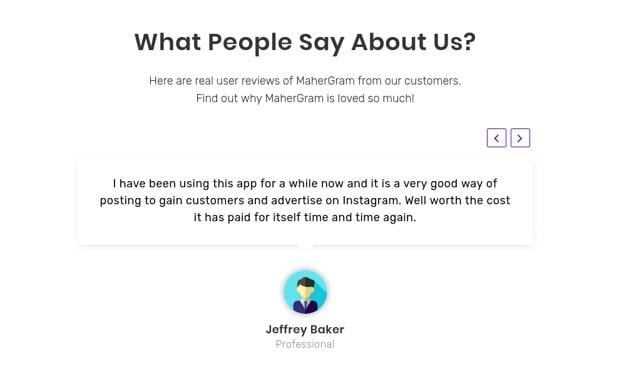 What People Say About Us?
Here are real user reviews of MaherGram from our customers.
Find out why MaherGram is loved so much!
I have been using this app for a while now and it is a very good way of
posting to gain customers and advertise on Instagram. Well worth the cost
it has paid for itself time and time again.
Jeffrey Baker
Professional